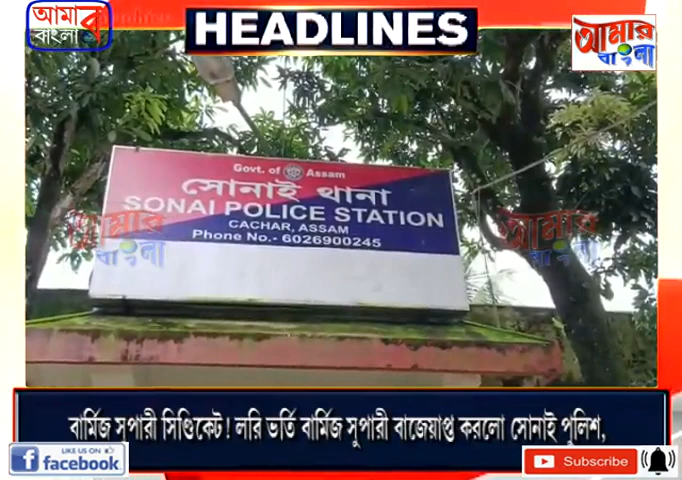 আমার
বাংলা
HEADLINES
আমার
বাংলা
Govt. of Assam
সোনাই থানা
SONAI POLICE STATION
CACHAR, ASSAM
Phone No.- 6026900245
আমার
বাংলা
আমার
বাংলা
বার্মিজ সুপারী সিণ্ডিকেট! লরি ভর্তি বার্মিজ সুপারী বাজেয়াপ্ত করলো সোনাই পুলিশ,
LIKE US ON
facebook
Subscribe